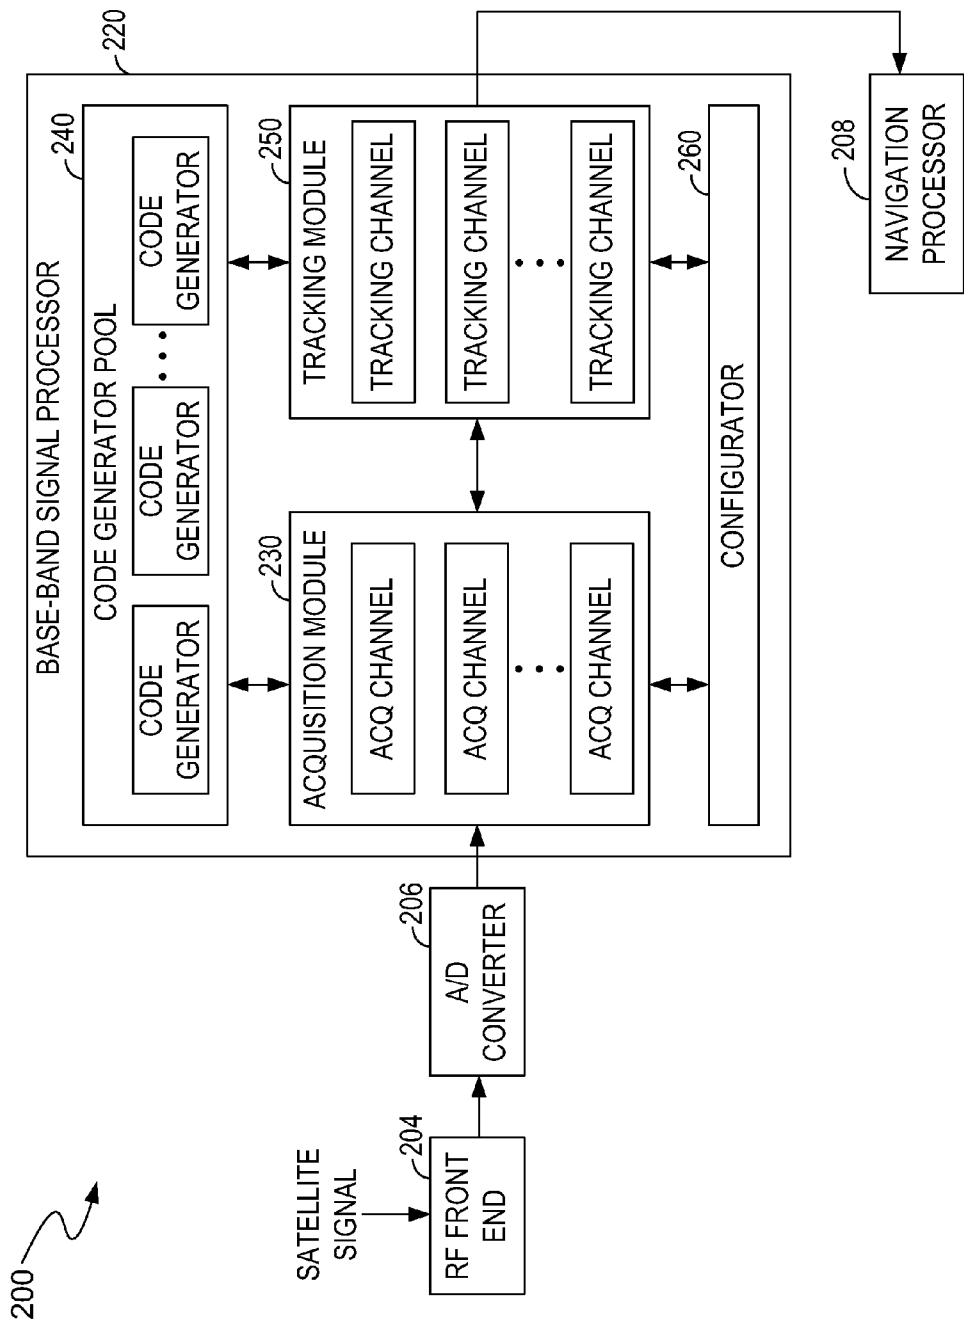 200
SATELLITE
SIGNAL
204
RF FRONT
END
206
A/D
CONVERTER
220
BASE-BAND SIGNAL PROCESSOR
240
CODE GENERATOR POOL
CODE
GENERATOR
CODE
GENERATOR
• • •
CODE
GENERATOR
230
ACQUISITION MODULE
ACQ CHANNEL
ACQ CHANNEL
• • •
ACQ CHANNEL
250
TRACKING MODULE
TRACKING CHANNEL
TRACKING CHANNEL
• • •
TRACKING CHANNEL
260
CONFIGURATOR
208
NAVIGATION
PROCESSOR